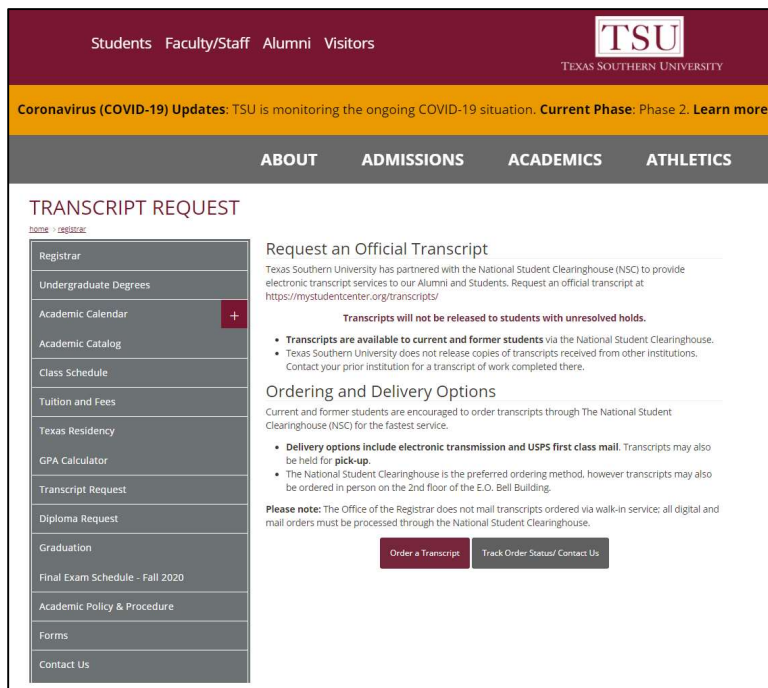 Students Faculty/Staff Alumni Visitors
TSU
TEXAS SOUTHERN UNIVERSITY
Coronavirus (COVID-19) Updates: TSU is monitoring the ongoing COVID-19 situation. Current Phase: Phase 2. Learn more
ABOUT ADMISSIONS ACADEMICS ATHLETICS
TRANSCRIPT REQUEST
home > registrar
Registrar
Undergraduate Degrees
Academic Calendar +
Academic Catalog
Class Schedule
Tuition and Fees
Texas Residency
GPA Calculator
Transcript Request
Diploma Request
Graduation
Final Exam Schedule - Fall 2020
Academic Policy & Procedure
Forms
Contact Us
Request an Official Transcript
Texas Southern University has partnered with the National Student Clearinghouse (NSC) to provide
electronic transcript services to our Alumni and Students. Request an official transcript at
https://mystudentcenter.org/transcripts/
Transcripts will not be released to students with unresolved holds.
• Transcripts are available to current and former students via the National Student Clearinghouse.
• Texas Southern University does not release copies of transcripts received from other institutions.
Contact your prior institution for a transcript of work completed there.
Ordering and Delivery Options
Current and former students are encouraged to order transcripts through The National Student
Clearinghouse (NSC) for the fastest service.
• Delivery options include electronic transmission and USPS first class mail. Transcripts may also
be held for pick-up.
• The National Student Clearinghouse is the preferred ordering method, however transcripts may also
be ordered in person on the 2nd floor of the E.O. Bell Building.
Please note: The Office of the Registrar does not mail transcripts ordered via walk-in service; all digital and
mail orders must be processed through the National Student Clearinghouse.
Order a Transcript Track Order Status/ Contact Us